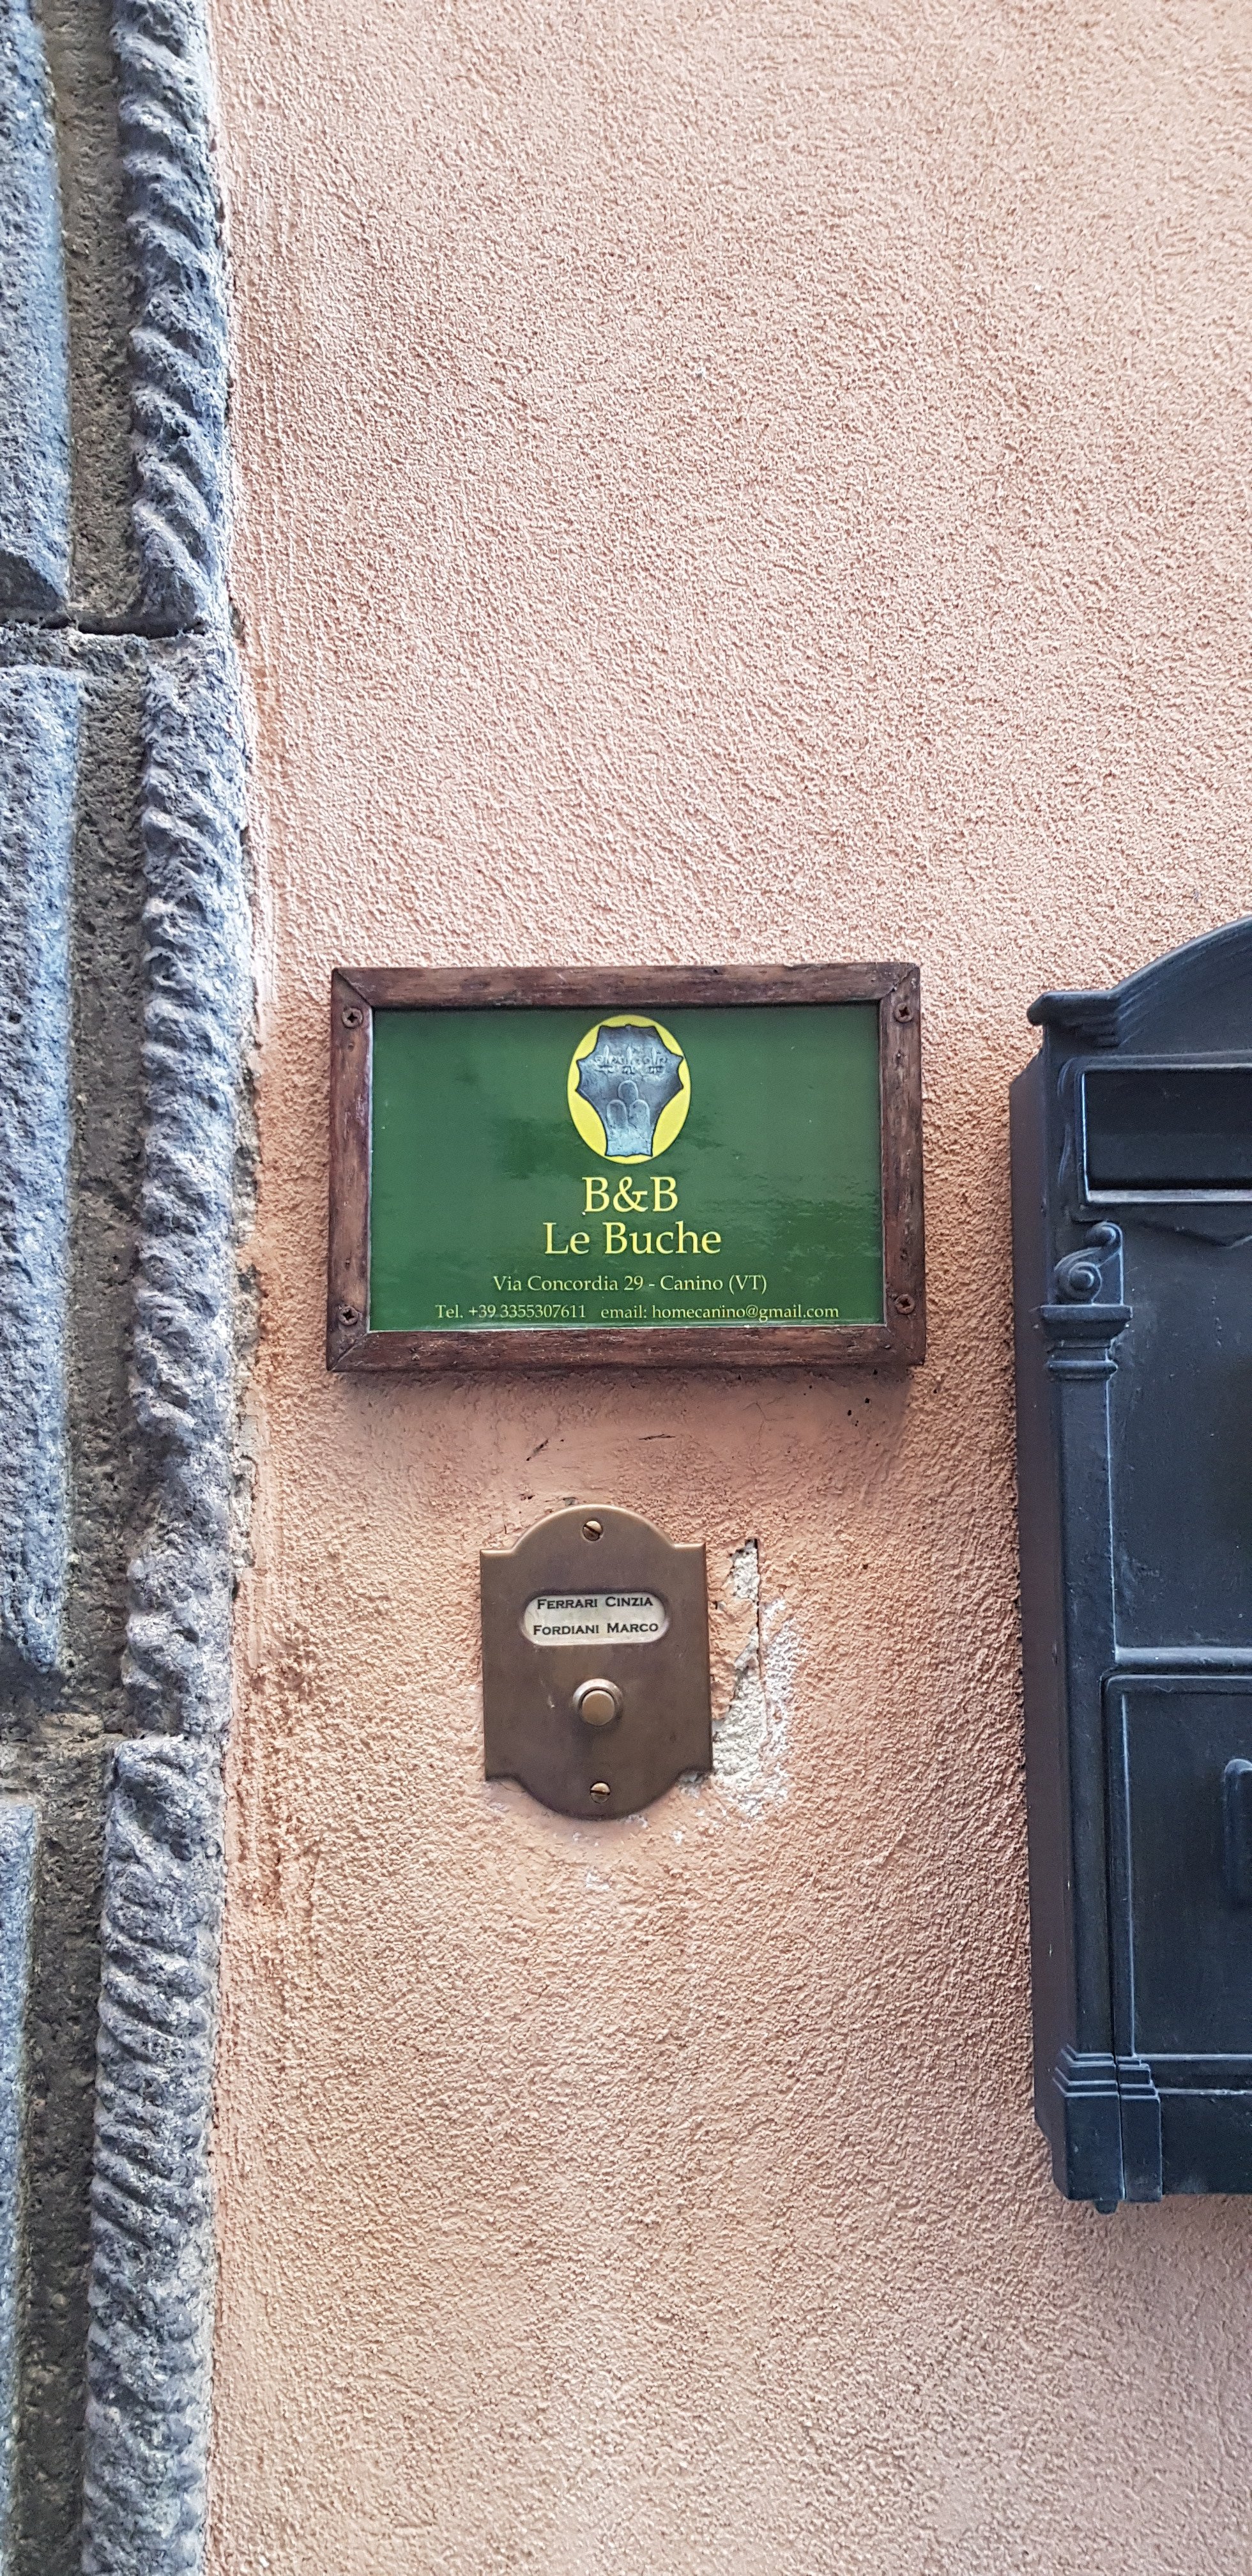 B&B
Le Buche
Via Concordia 29 - Canino (VT)
Tel. +39 3355307611 email: homecanino@gmail.com
FERRARI CINZIA
FORDIANI MARCO